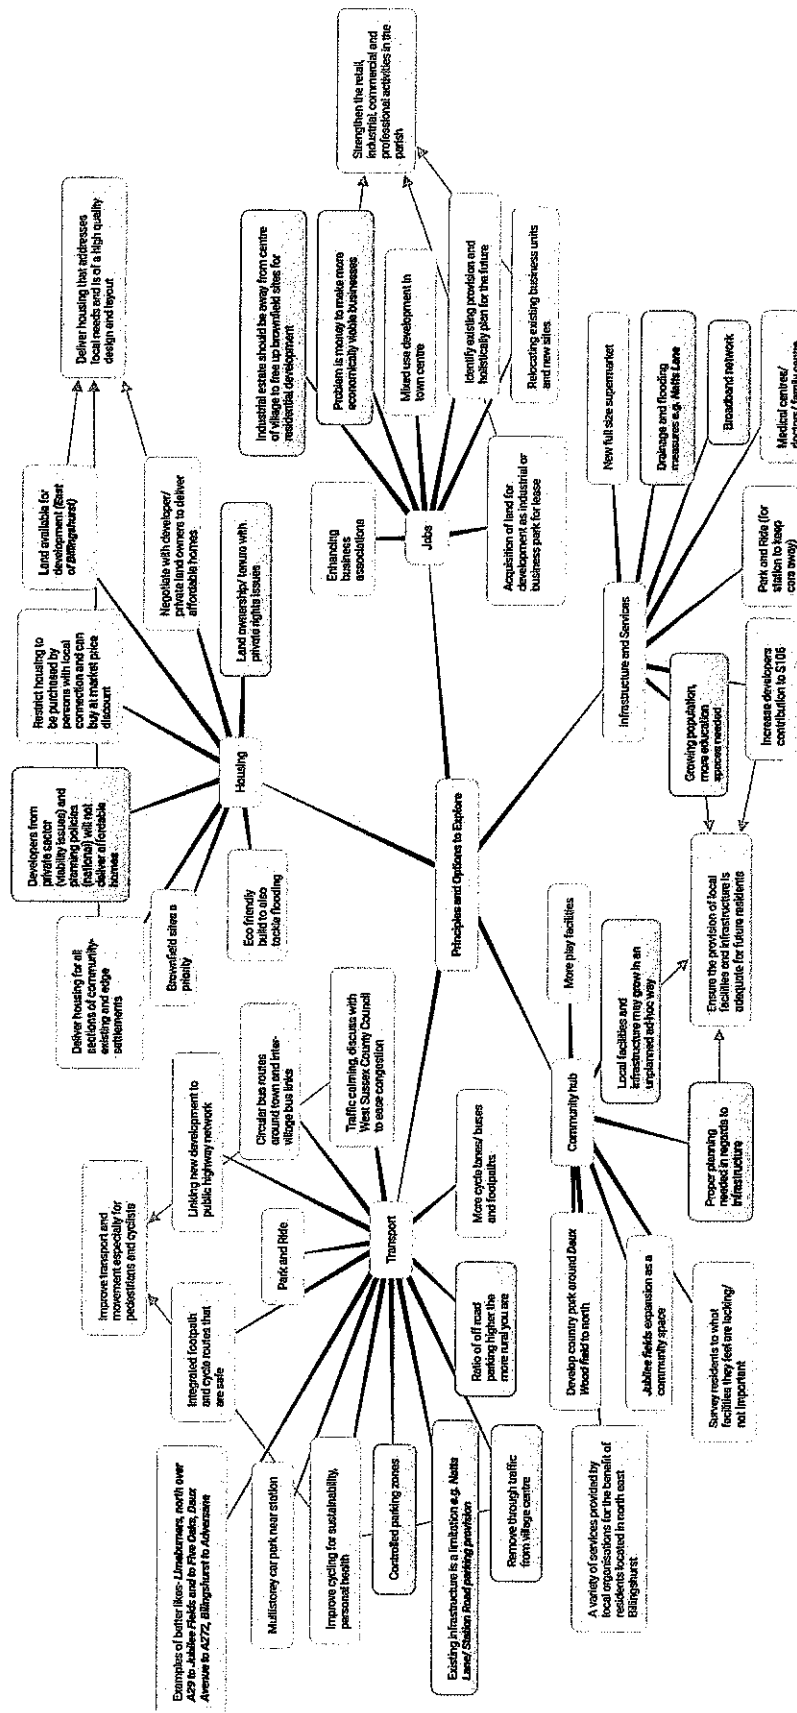 Principles and Options to Explore
Housing
Deliver housing that addresses
local needs and is of a high quality
design and layout
Land available for
development (East
of Billingshurst)
Negotiate with developer/
private land owners to deliver
affordable homes
Restrict housing to
be purchased by
persons with local
connection and can
buy at market price
discount
Land ownership/ tenure with
private rights issues
Developers from
private sector
(viability issues) and
planning policies
(national) will not
deliver affordable
homes
Deliver housing for all
sections of community-
existing and edge
settlements
Brownfield sites a
priority
Eco friendly
build to also
tackle flooding
Jobs
Strengthen the retail,
industrial, commercial and
professional activities in the
parish
Industrial estate should be away from centre
of village to free up brownfield sites for
residential development
Problem is money to make more
economically viable businesses
Mixed use development in
town centre
Identify existing provision and
holistically plan for the future
Relocating existing business units
and new sites
Enhancing
business
associations
Acquisition of land for
development as industrial or
business park for lease
Infrastructure and Services
New full size supermarket
Drainage and flooding
measures e.g. Natts Lane
Broadband network
Medical centres/
Park and Ride (for
station to keep
cars away)
Increase developers
contribution to S106
Growing population,
more education
spaces needed
Ensure the provision of local
facilities and infrastructure is
adequate for future residents
Community hub
More play facilities
Local facilities and
infrastructure may grow in an
unplanned ad-hoc way
Proper planning
needed in regards to
infrastructure
Survey residents to what
facilities they feel are lacking/
not important
Jubilee fields expansion as a
community space
Develop country park around Daux
Wood field to north
A variety of services provided by
local organisations for the benefit of
residents located in north east
Billingshurst.
Transport
Improve transport and
movement especially for
pedestrians and cyclists
Linking new development to
public highway network
Circular bus routes
around town and inter-
village bus links
Traffic calming, discuss with
West Sussex County Council
to ease congestion
Park and Ride
Integrated footpath
and cycle routes that
are safe
Examples of better links- Limeburners, north over
A29 to Jubilee Fields and to Five Oaks, Daux
Avenue to A272, Billingshurst to Adversane
Multistorey car park near station
Improve cycling for sustainability,
personal health
Controlled parking zones
Existing infrastructure is a limitation e.g. Natts
Lane/ Station Road parking provision
Remove through traffic
from village centre
Ratio of off road
parking higher the
more rural you are
More cycle lanes/ buses
and footpaths